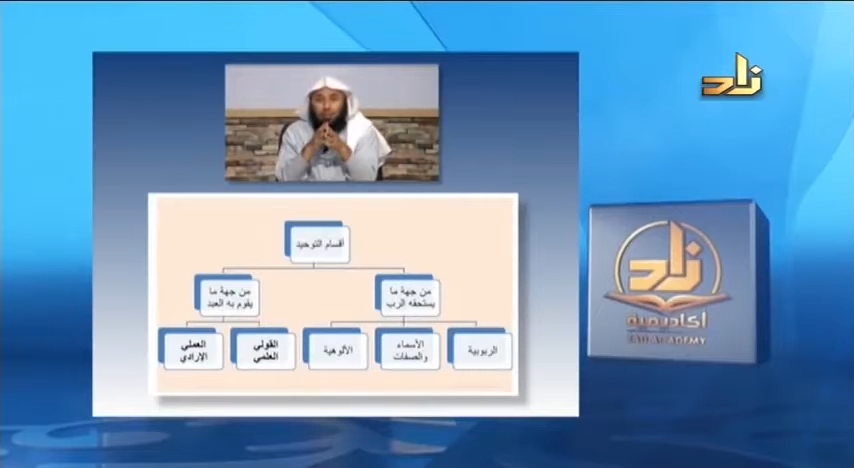 زاد
أقسام التوحيد
من جهة ما
يستحقه الرب
من جهة ما
يقوم به العبد
الربوبية
الأسماء
والصفات
الألوهية
القولي
العلمي
العملي
الإرادي
زاد
أكاديمية
ZAD ACADEMY